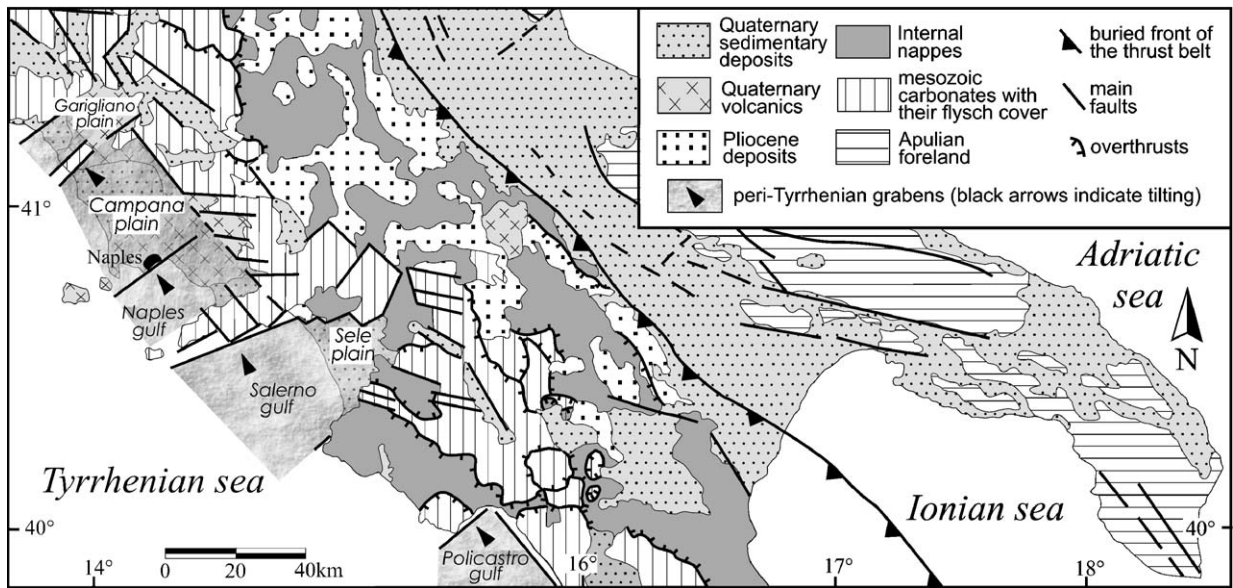 Quaternary
sedimentary
deposits
Internal
nappes
buried front of
the thrust belt
Quaternary
volcanics
mesozoic
carbonates with
their flysch cover
main
faults
Pliocene
deposits
Apulian
foreland
overthrusts
peri-Tyrrhenian grabens (black arrows indicate tilting)
Garigliano
plain
41°
Campana
plain
Naples
Naples
gulf
Sele
plain
Salerno
gulf
Adriatic
sea
N
Tyrrhenian sea
Ionian sea
40°
40°
Policastro
gulf
14°
16°
17°
18°
0 20 40km